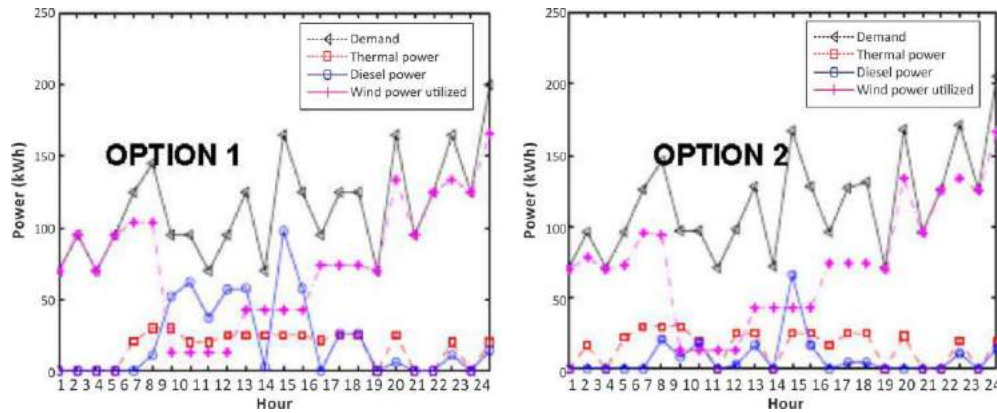 250
200
150
100
50
0
Power (kWh)
Demand
Thermal power
Diesel power
Wind power utilized
OPTION 1
1 2 3 4 5 6 7 8 9 10 11 12 13 14 15 16 17 18 19 20 21 22 23 24
Hour
250
200
150
100
50
0
Power (kWh)
Demand
Thermal power
Diesel power
Wind power utilized
OPTION 2
1 2 3 4 5 6 7 8 9 10 11 12 13 14 15 16 17 18 19 20 21 22 23 24
Hour